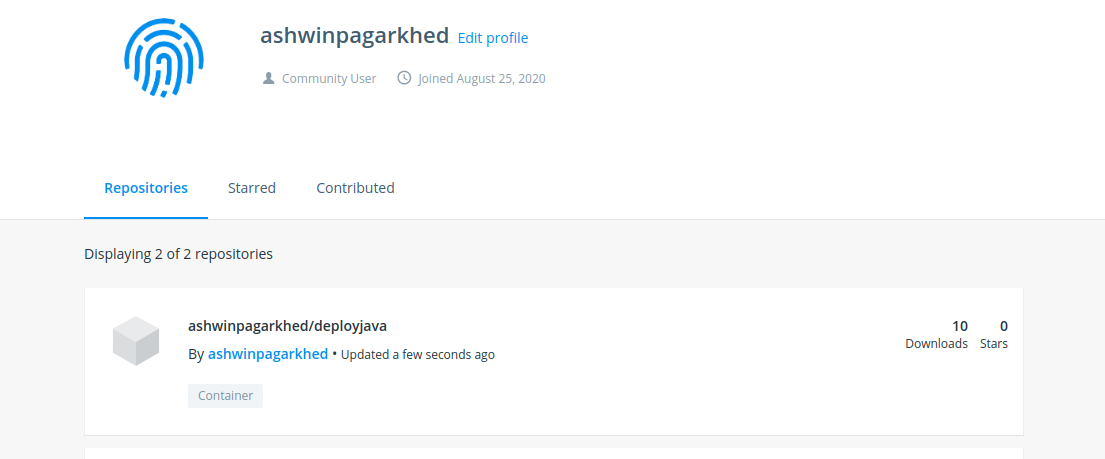 ashwinpagarkhed Edit profile
Community User Joined August 25, 2020
Repositories Starred Contributed
Displaying 2 of 2 repositories
ashwinpagarkhed/deployjava
10 0
Downloads Stars
By ashwinpagarkhed • Updated a few seconds ago
Container